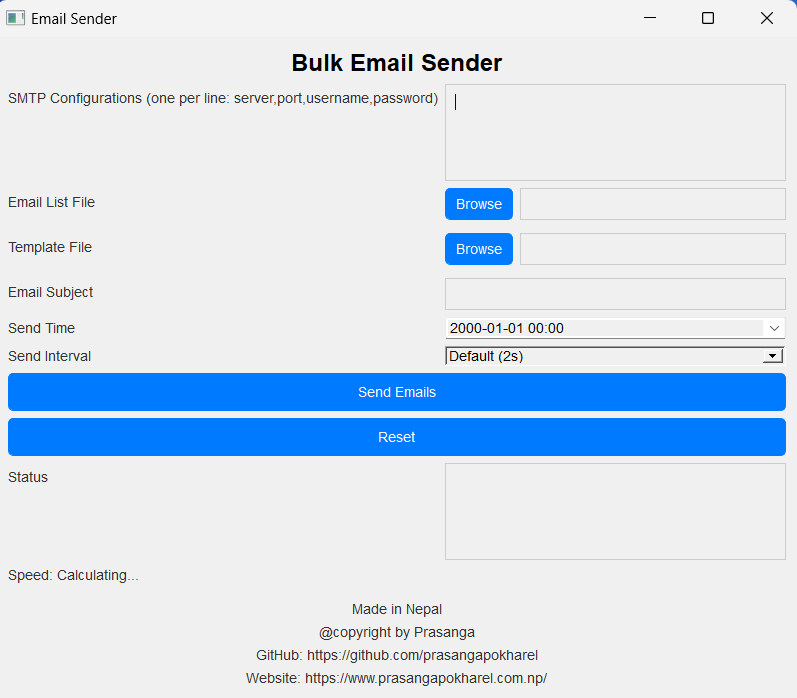 Email Sender
Bulk Email Sender
SMTP Configurations (one per line: server,port,username,password)
Email List File
Browse
Template File
Browse
Email Subject
Send Time
2000-01-01 00:00
Send Interval
Default (2s)
Send Emails
Reset
Status
Speed: Calculating...
Made in Nepal
@copyright by Prasanga
GitHub: https://github.com/prasangapokharel
Website: https://www.prasangapokharel.com.np/